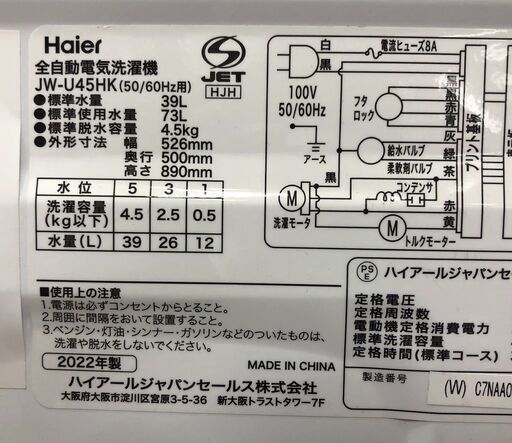 Haier
全自動電気洗濯機
JW-U45HK(50/60Hz用)
●標準水量 39L
●標準使用水量 73L
●標準脱水容量 4.5kg
●外形寸法 幅 526mm
奥行 500mm
高さ 890mm
S JET
HJH
水位 5 3 1
洗濯容量(kg以下) 4.5 2.5 0.5
水量(L) 39 26 12
■使用上の注意
1.電源は必ずコンセントからとること。
2.周囲に間隔をおいて設置すること。
3.ベンジン・灯油・シンナー・ガソリンなどのついたものは、
洗濯や脱水をしないでください。
2022年製
MADE IN CHINA
ハイアールジャパンセールス株式会社
大阪府大阪市淀川区宮原3-5-36 新大阪トラストタワー7F
白
黒
電流ヒューズ8A
100V
50/60Hz
アース
フタロック
黒
赤
青
灰
給水バルブ
柔軟剤バルブ
緑
茶
黒
コンデンサ
M
洗濯モータ
赤
黄
M
トルクモーター
プリント基板
PSE
ハイアールジャパンセ
定格電圧
定格周波数
電動機定格消費電力
標準洗濯容量
定格時間(標準コース)
製造番号
(W) C7NAA0